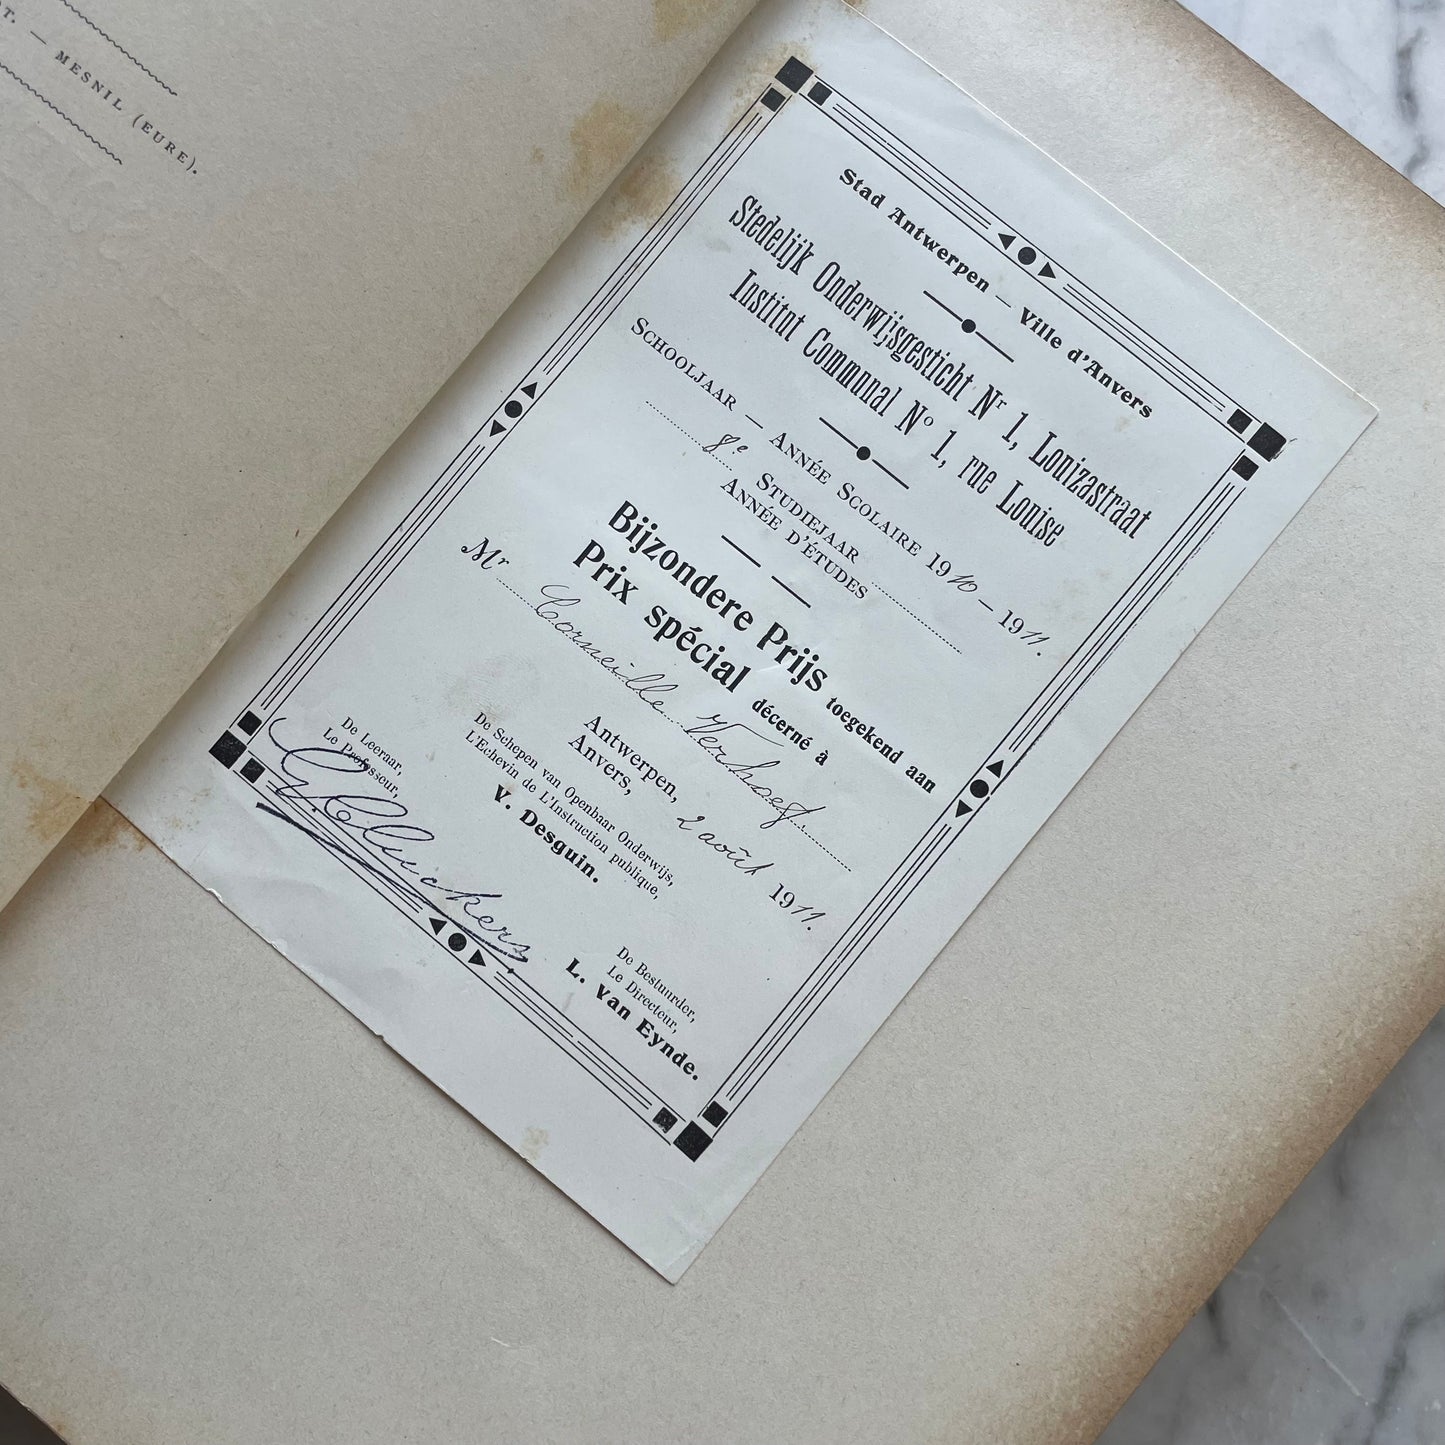 T. — MESNIL (EURE).
Stad Antwerpen — Ville d'Anvers
Stedelijk Onderwijsgesticht Nr 1, Louizastraat
Institut Communal No 1, rue Louise
SCHOOLJAAR — ANNÉE SCOLAIRE 1910 — 1911.
8e STUDIEJAAR
ANNÉE D'ÉTUDES
Bijzondere Prijs toegekend aan
Prix spécial décerné à
Mr Corneille Verhoef
Antwerpen,
Anvers, 2 août 1911.
De Leeraar,
Le Professeur,
De Schepen van Openbaar Onderwijs,
L'Echevin de L'Instruction publique,
V. Desguin.
De Bestuurder,
Le Directeur,
L. Van Eynde.